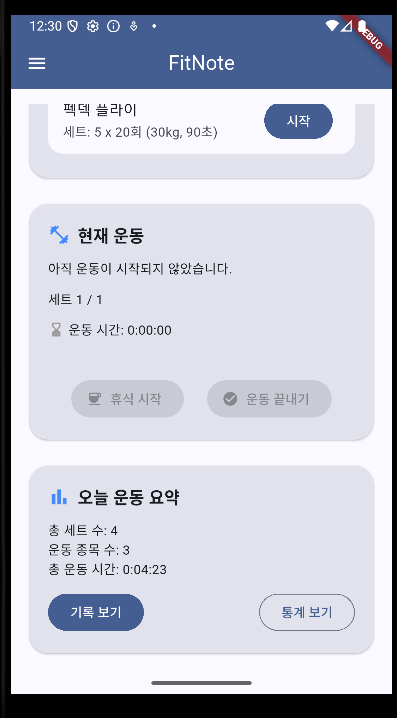 12:30
DEBUG
FitNote
펙덱 플라이
세트: 5 x 20회 (30kg, 90초)
시작
현재 운동
아직 운동이 시작되지 않았습니다.
세트 1 / 1
운동 시간: 0:00:00
휴식 시작
운동 끝내기
오늘 운동 요약
총 세트 수: 4
운동 종목 수: 3
총 운동 시간: 0:04:23
기록 보기
통계 보기